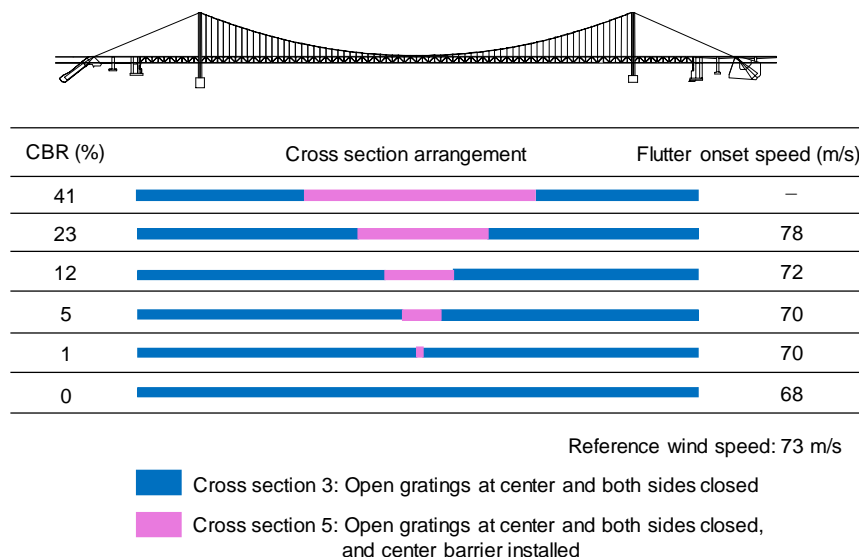 CBR (%) Cross section arrangement Flutter onset speed (m/s)
41 –
23 78
12 72
5 70
1 70
0 68
Reference wind speed: 73 m/s
Cross section 3: Open gratings at center and both sides closed
Cross section 5: Open gratings at center and both sides closed,
and center barrier installed